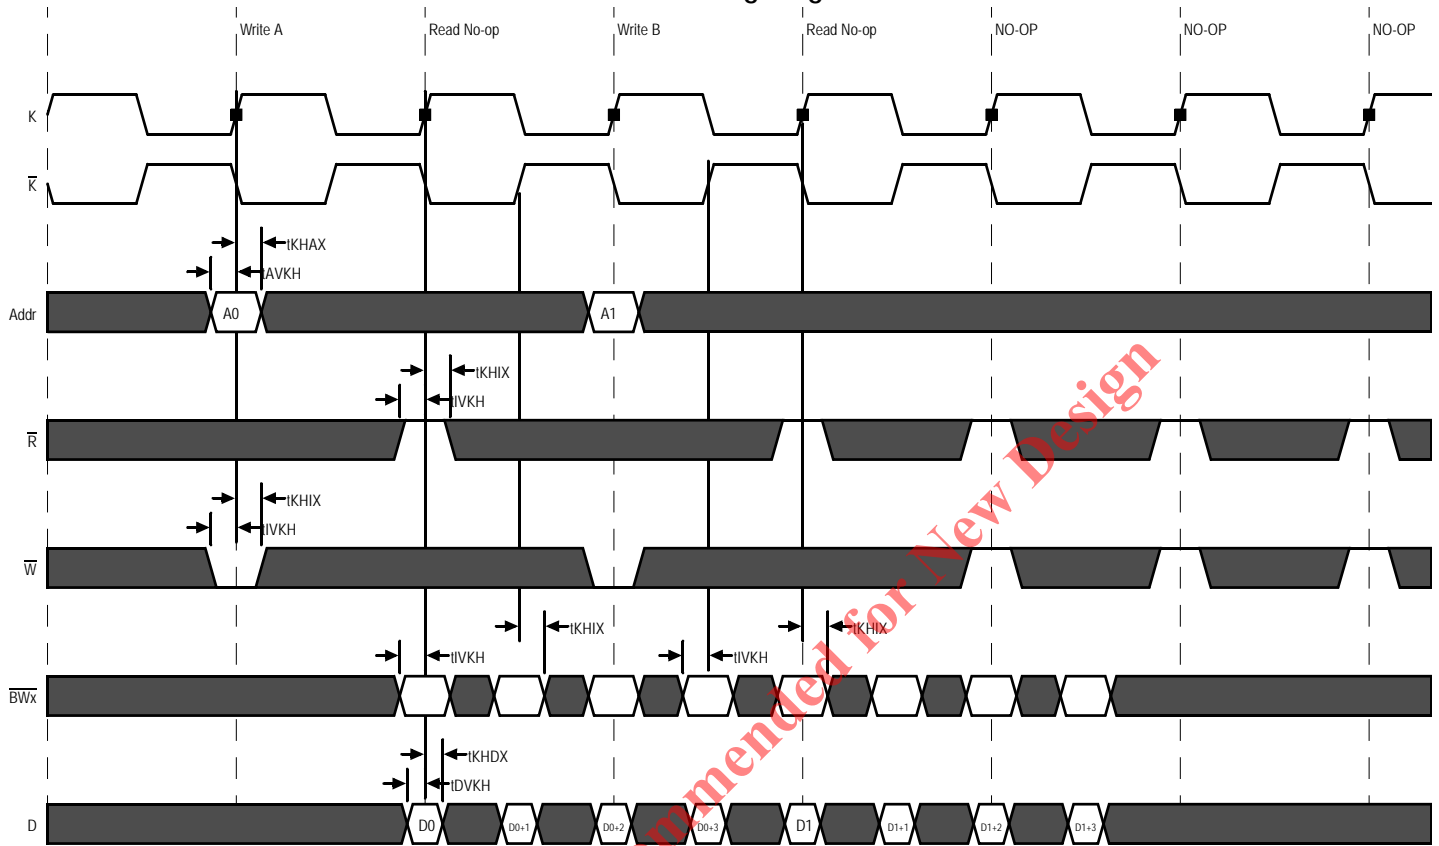 Write A Read No-op Write B Read No-op NO-OP NO-OP NO-OP
K
K
tKHAX
tAVKH
Addr A0 A1
tKHIX
tIVKH
R
tKHIX
tIVKH
W
tKHIX tKHIX
tIVKH tIVKH
BWx
tKHDX
tDVKH
D D0 D0+1 D0+2 D0+3 D1 D1+1 D1+2 D1+3
mmended for New Design